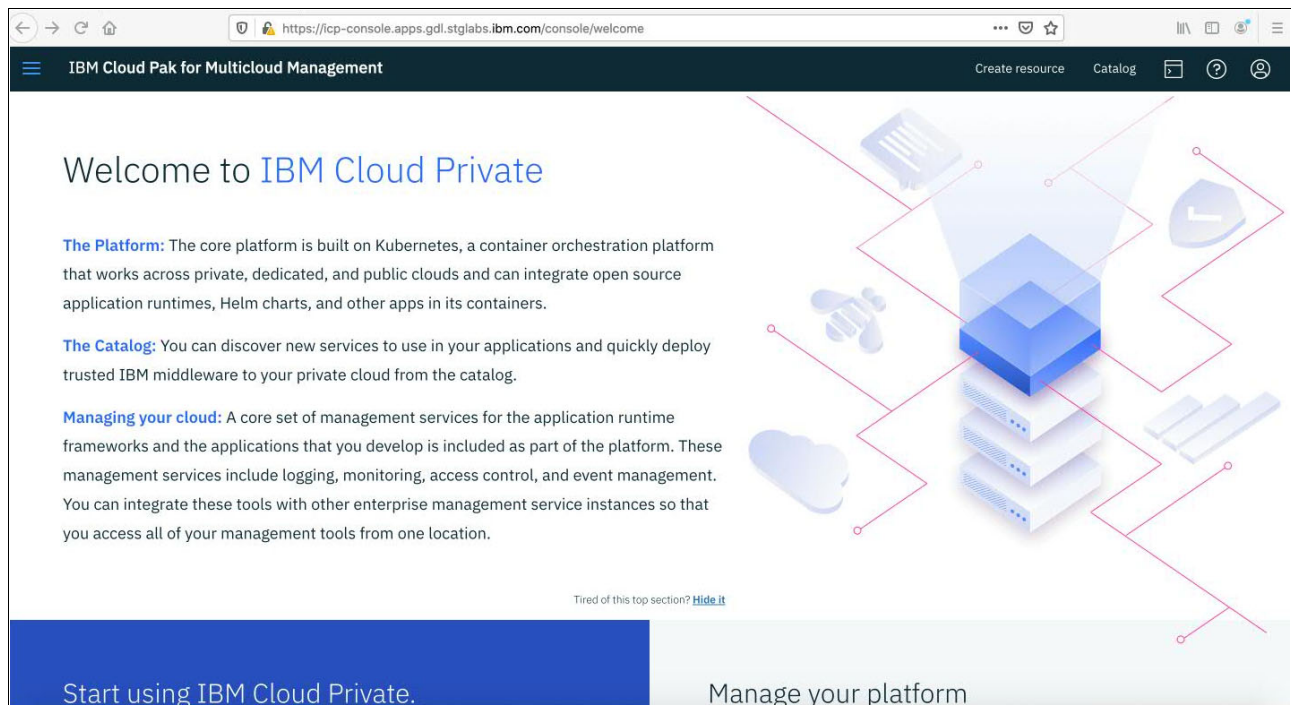 https://icp-console.apps.gdl.stglabs.ibm.com/console/welcome
IBM Cloud Pak for Multicloud Management
Create resource
Catalog
Welcome to IBM Cloud Private
The Platform: The core platform is built on Kubernetes, a container orchestration platform
that works across private, dedicated, and public clouds and can integrate open source
application runtimes, Helm charts, and other apps in its containers.
The Catalog: You can discover new services to use in your applications and quickly deploy
trusted IBM middleware to your private cloud from the catalog.
Managing your cloud: A core set of management services for the application runtime
frameworks and the applications that you develop is included as part of the platform. These
management services include logging, monitoring, access control, and event management.
You can integrate these tools with other enterprise management service instances so that
you access all of your management tools from one location.
Tired of this top section? Hide it
Start using IBM Cloud Private.
Manage your platform